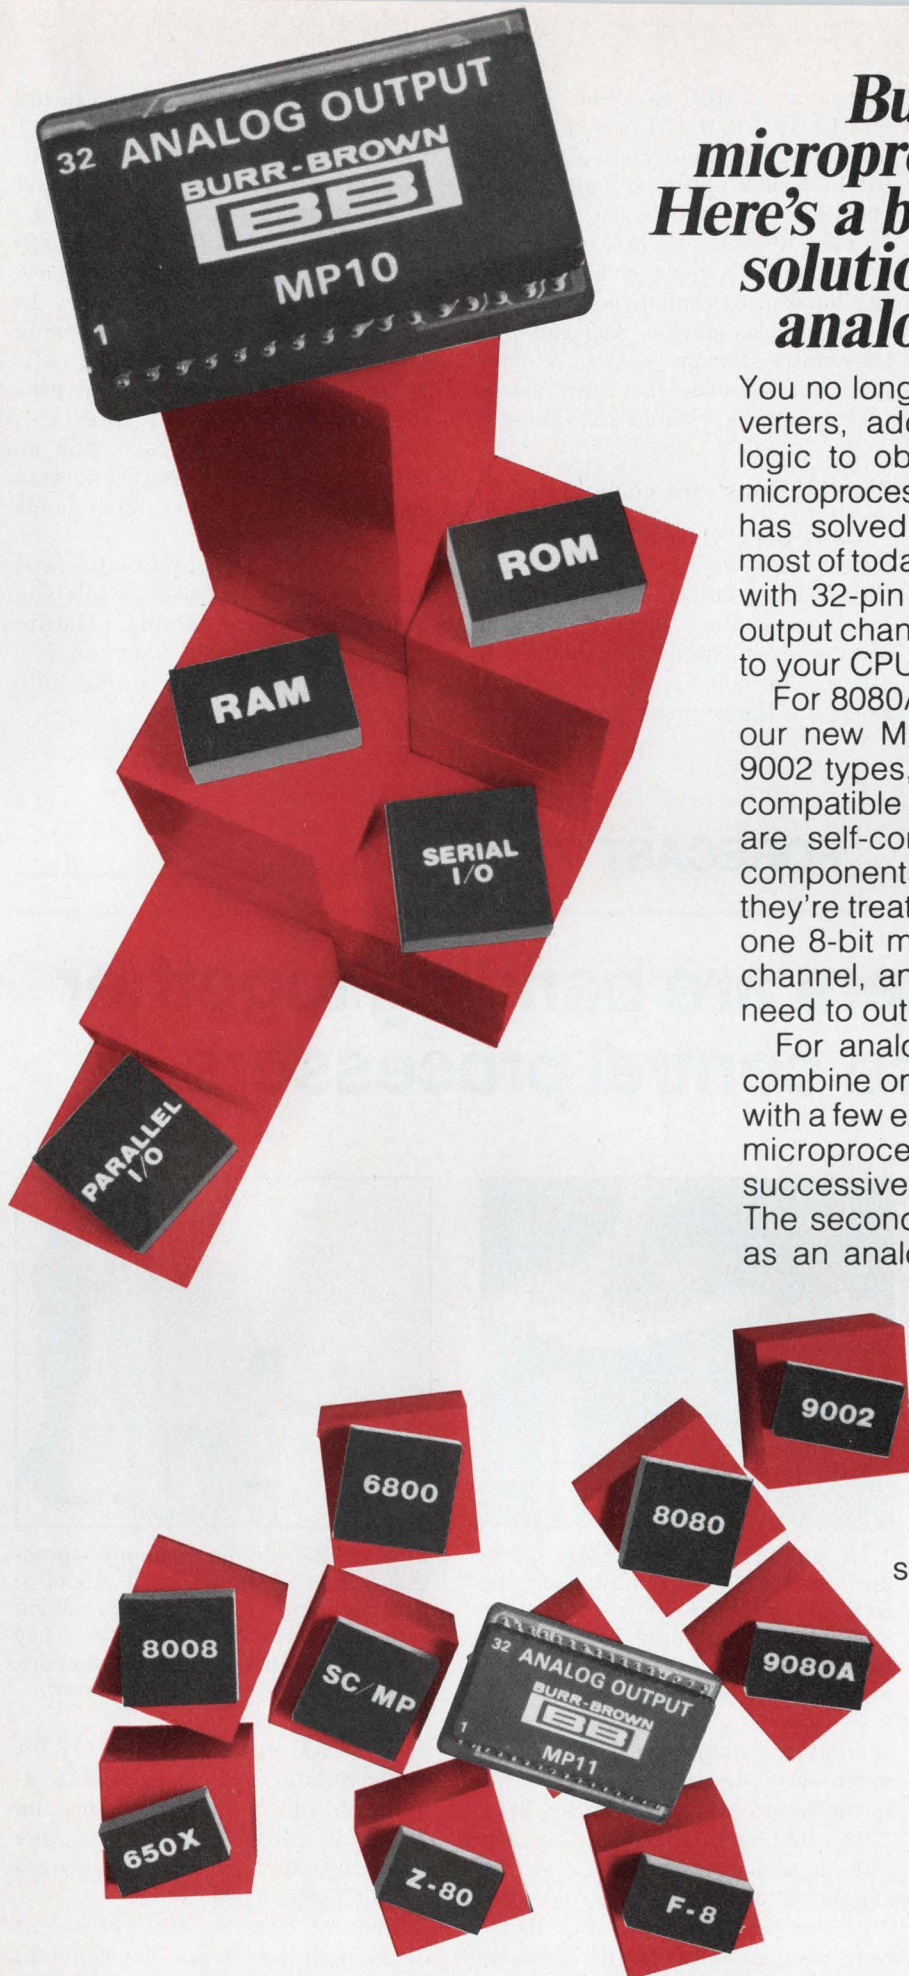 32 ANALOG OUTPUT
BURR-BROWN
BB
MP10
1
ROM
RAM
SERIAL
I/O
PARALLEL
I/O
Bu
micropr
Here's a b
solutio
analo
You no long
verters, add
logic to ob
microproces
has solved
most of toda
with 32-pin
output chan
to your CPU
For 8080A
our new M
9002 types,
compatible
are self-con
component
they're treat
one 8-bit m
channel, an
need to out
For analo
combine on
with a few e
microproce
successive
The second
as an analo
9002
6800
8080
s
8008
SC/MP
9080A
32 ANALOG OUTPUT
BURR-BROWN
BB
1
MP11
650X
Z-80
F-8